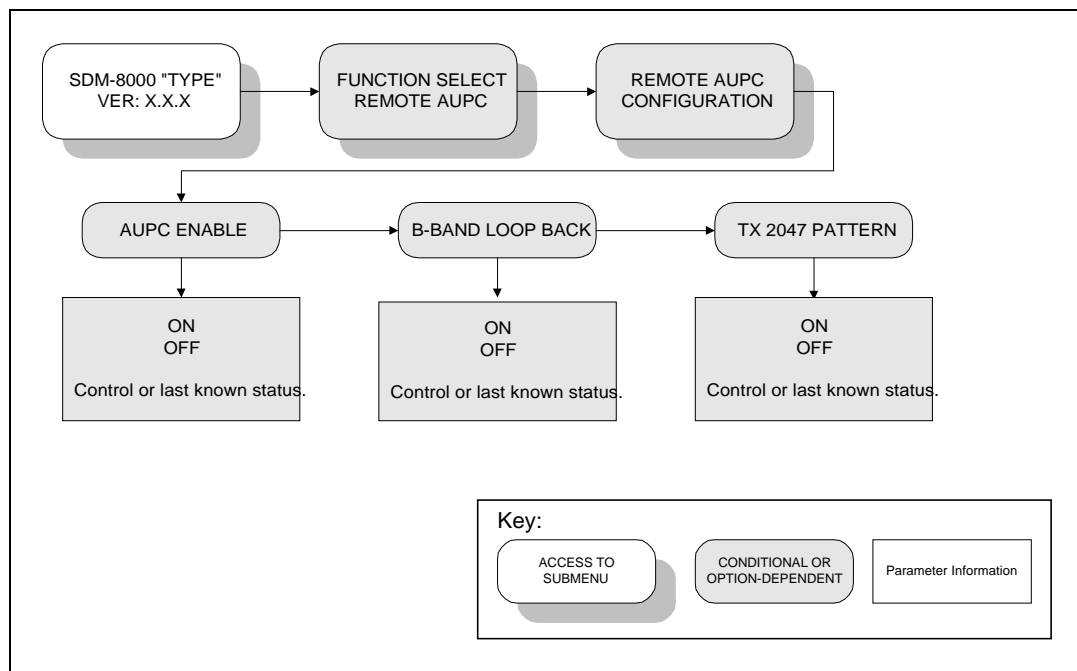 SDM-8000 "TYPE"
VER: X.X.X
FUNCTION SELECT
REMOTE AUPC
REMOTE AUPC
CONFIGURATION
AUPC ENABLE
B-BAND LOOP BACK
TX 2047 PATTERN
ON
OFF
Control or last known status.
ON
OFF
Control or last known status.
ON
OFF
Control or last known status.
Key:
ACCESS TO
SUBMENU
CONDITIONAL OR
OPTION-DEPENDENT
Parameter Information